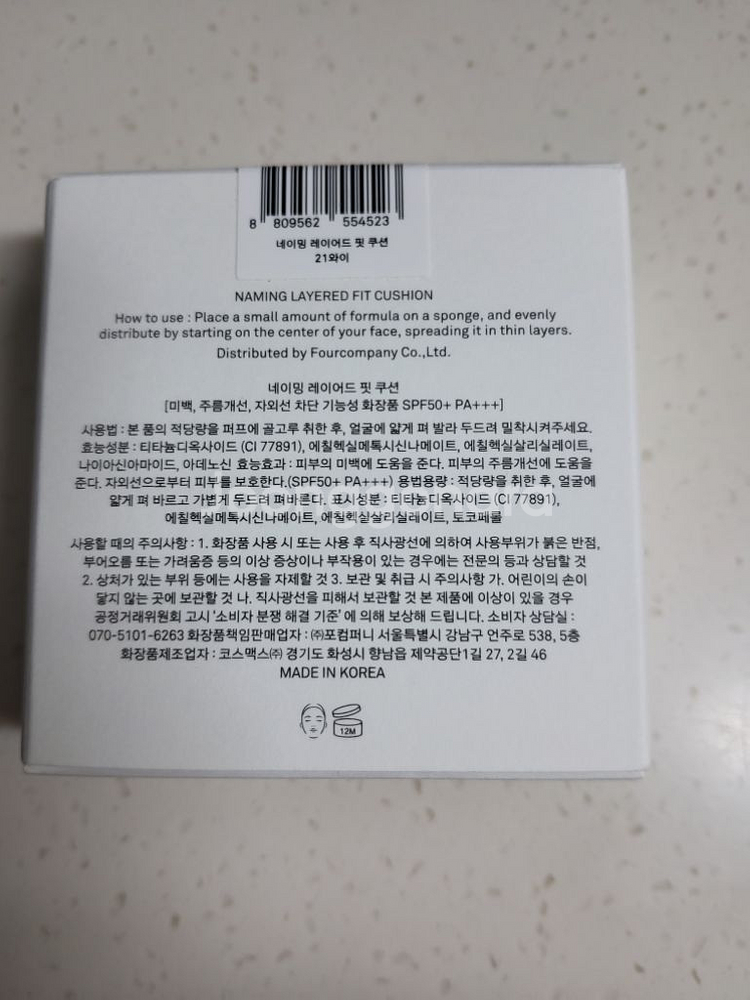 8 809562 554523
네이밍 레이어드 핏 쿠션
21와이
NAMING LAYERED FIT CUSHION
How to use : Place a small amount of formula on a sponge, and evenly
distribute by starting on the center of your face, spreading it in thin layers.
Distributed by Fourcompany Co.,Ltd.
네이밍 레이어드 핏 쿠션
[미백, 주름개선, 자외선 차단 기능성 화장품 SPF50+ PA+++]
사용법 : 본 품의 적당량을 퍼프에 골고루 취한 후, 얼굴에 얇게 펴 발라 두드려 밀착시켜주세요.
효능성분 : 티타늄디옥사이드 (CI 77891), 에칠헥실메톡시신나메이트, 에칠헥실살리실레이트,
나이아신아마이드, 아데노신 효능효과 : 피부의 미백에 도움을 준다. 피부의 주름개선에 도움을
준다. 자외선으로부터 피부를 보호한다.(SPF50+ PA+++) 용법용량 : 적당량을 취한 후, 얼굴에
얇게 펴 바르고 가볍게 두드려 펴바른다. 표시성분 : 티타늄디옥사이드 (CI 77891),
에칠헥실메톡시신나메이트, 에칠헥실살리실레이트, 토코페롤
사용할 때의 주의사항 : 1. 화장품 사용 시 또는 사용 후 직사광선에 의하여 사용부위가 붉은 반점,
부어오름 또는 가려움증 등의 이상 증상이나 부작용이 있는 경우에는 전문의 등과 상담할 것
2. 상처가 있는 부위 등에는 사용을 자제할 것 3. 보관 및 취급 시 주의사항 가. 어린이의 손이
닿지 않는 곳에 보관할 것 나. 직사광선을 피해서 보관할 것 본 제품에 이상이 있을 경우
공정거래위원회 고시 '소비자 분쟁 해결 기준' 에 의해 보상해 드립니다. 소비자 상담실 :
070-5101-6263 화장품책임판매업자 : ㈜포컴퍼니 서울특별시 강남구 언주로 538, 5층
화장품제조업자 : 코스맥스㈜ 경기도 화성시 향남읍 제약공단1길 27, 2길 46
MADE IN KOREA
12M